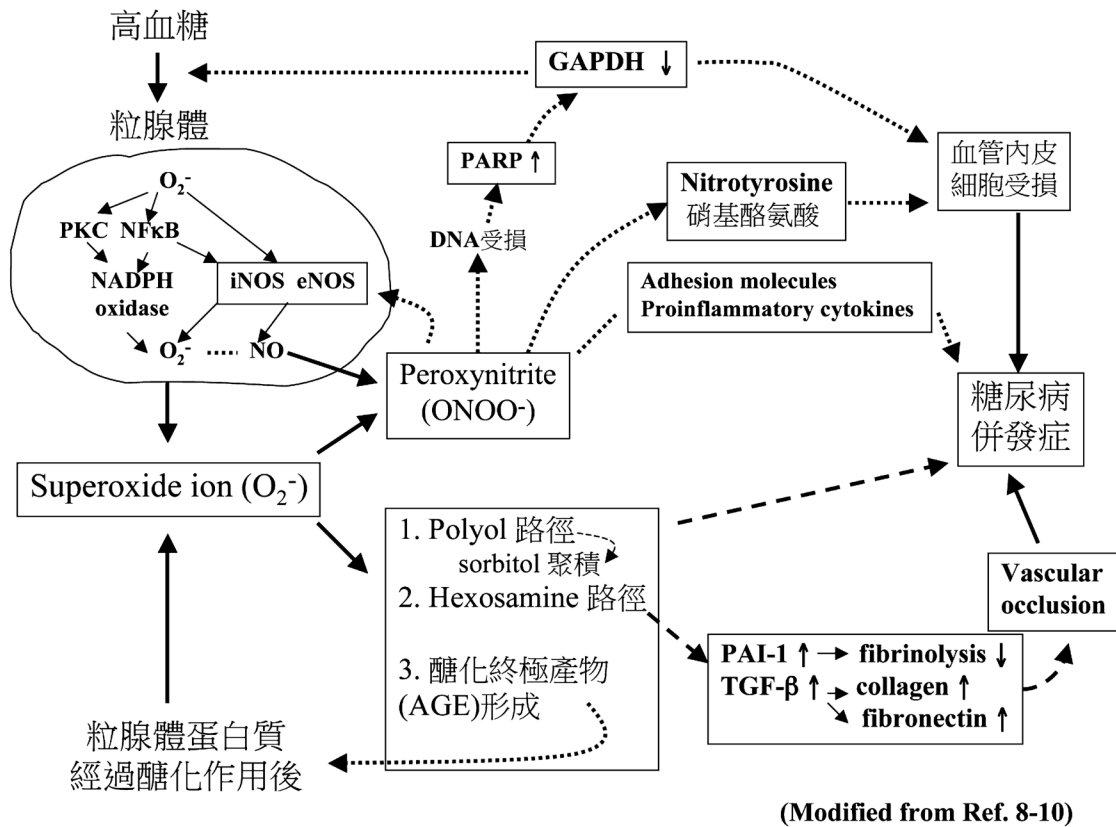 高血糖
粒腺體
O₂⁻
PKC NFκB
NADPH
oxidase
iNOS eNOS
O₂⁻
NO
GAPDH ↓
PARP ↑
DNA受損
Nitrotyrosine
硝基酪氨酸
血管內皮
細胞受損
Adhesion molecules
Proinflammatory cytokines
Peroxynitrite
(ONOO⁻)
糖尿病
併發症
Superoxide ion (O₂⁻)
1. Polyol 路徑
sorbitol 聚積
2. Hexosamine 路徑
3. 醣化終極產物
(AGE)形成
Vascular
occlusion
PAI-1 ↑ → fibrinolysis ↓
TGF-β ↑ → collagen ↑
fibronectin ↑
粒腺體蛋白質
經過醣化作用後
(Modified from Ref. 8-10)